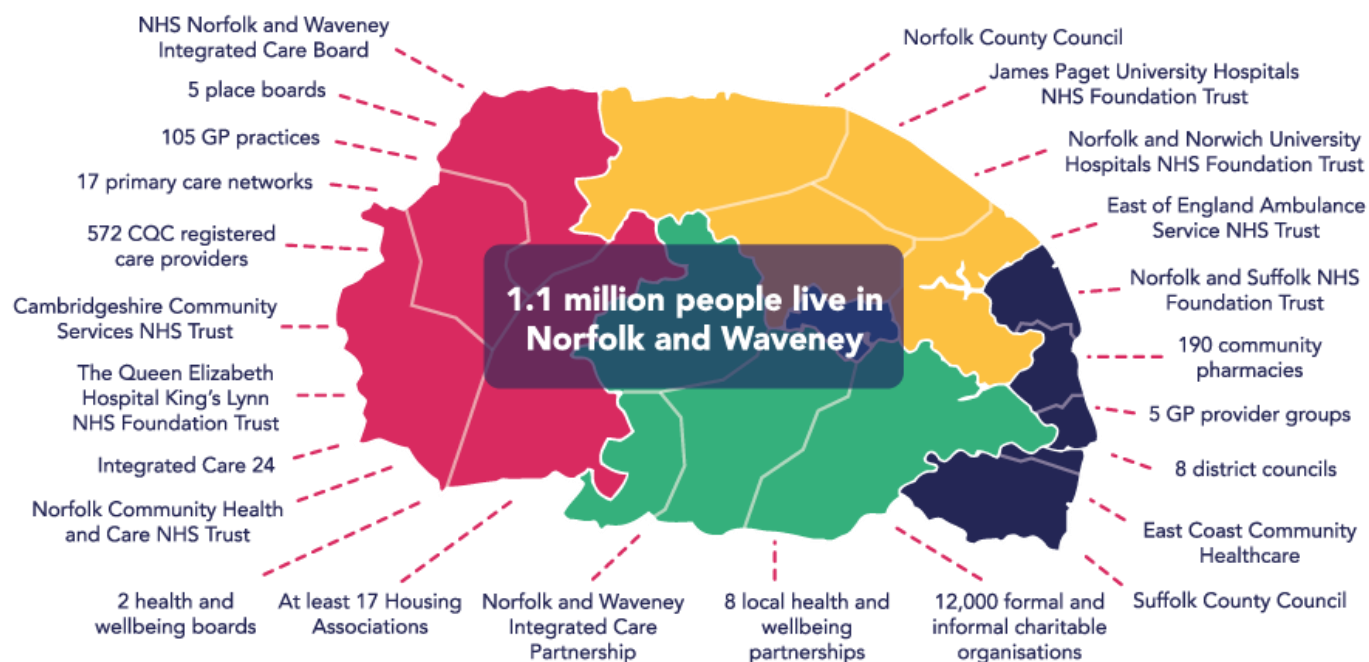 NHS Norfolk and Waveney
Integrated Care Board
5 place boards
105 GP practices
17 primary care networks
572 CQC registered
care providers
Cambridgeshire Community
Services NHS Trust
The Queen Elizabeth
Hospital King's Lynn
NHS Foundation Trust
Integrated Care 24
Norfolk Community Health
and Care NHS Trust
2 health and
wellbeing boards
At least 17 Housing
Associations
Norfolk and Waveney
Integrated Care
Partnership
8 local health and
wellbeing
partnerships
12,000 formal and
informal charitable
organisations
1.1 million people live in
Norfolk and Waveney
Norfolk County Council
James Paget University Hospitals
NHS Foundation Trust
Norfolk and Norwich University
Hospitals NHS Foundation Trust
East of England Ambulance
Service NHS Trust
Norfolk and Suffolk NHS
Foundation Trust
190 community
pharmacies
5 GP provider groups
8 district councils
East Coast Community
Healthcare
Suffolk County Council